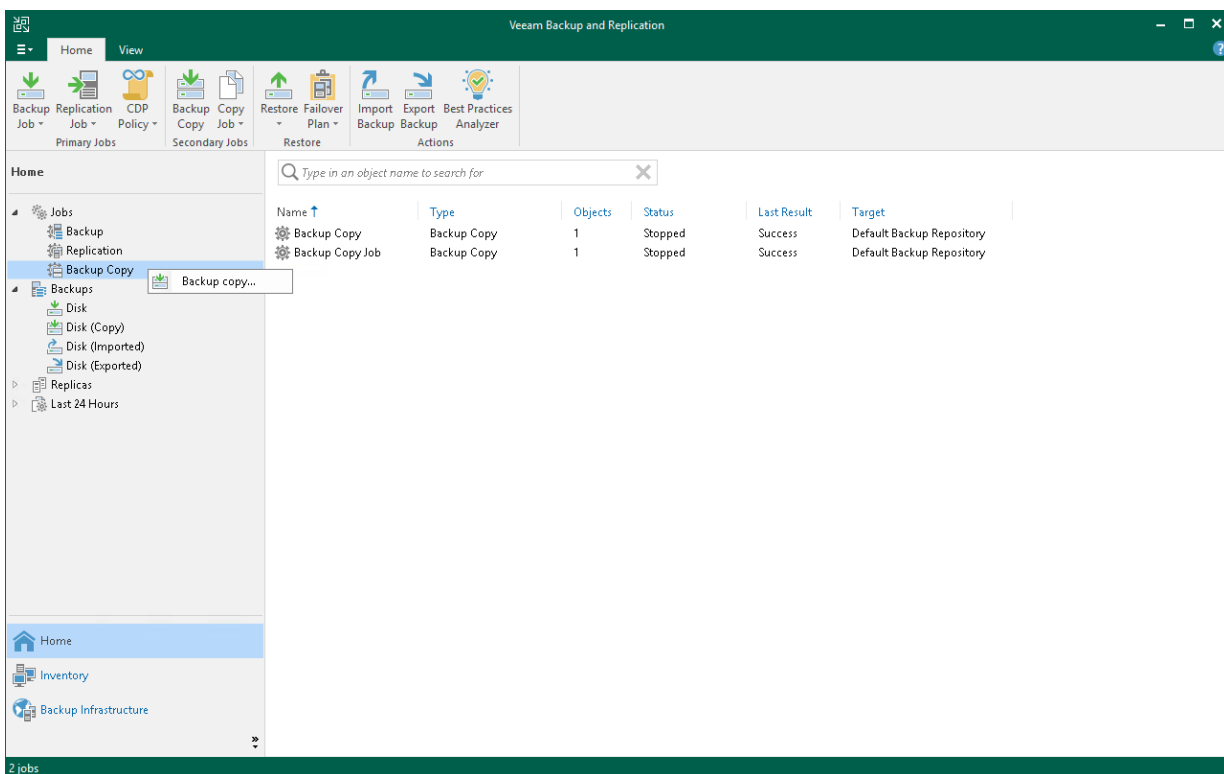 Veeam Backup and Replication
Home View
Backup Job Replication Job CDP Policy Backup Copy Copy Job Restore Failover Plan Import Backup Export Backup Best Practices Analyzer
Primary Jobs Secondary Jobs Restore Actions
Home
Type in an object name to search for
Jobs
Backup
Replication
Backup Copy
Backup copy...
Backups
Disk
Disk (Copy)
Disk (Imported)
Disk (Exported)
Replicas
Last 24 Hours
Name Type Objects Status Last Result Target
Backup Copy Backup Copy 1 Stopped Success Default Backup Repository
Backup Copy Job Backup Copy 1 Stopped Success Default Backup Repository
Home
Inventory
Backup Infrastructure
2 jobs